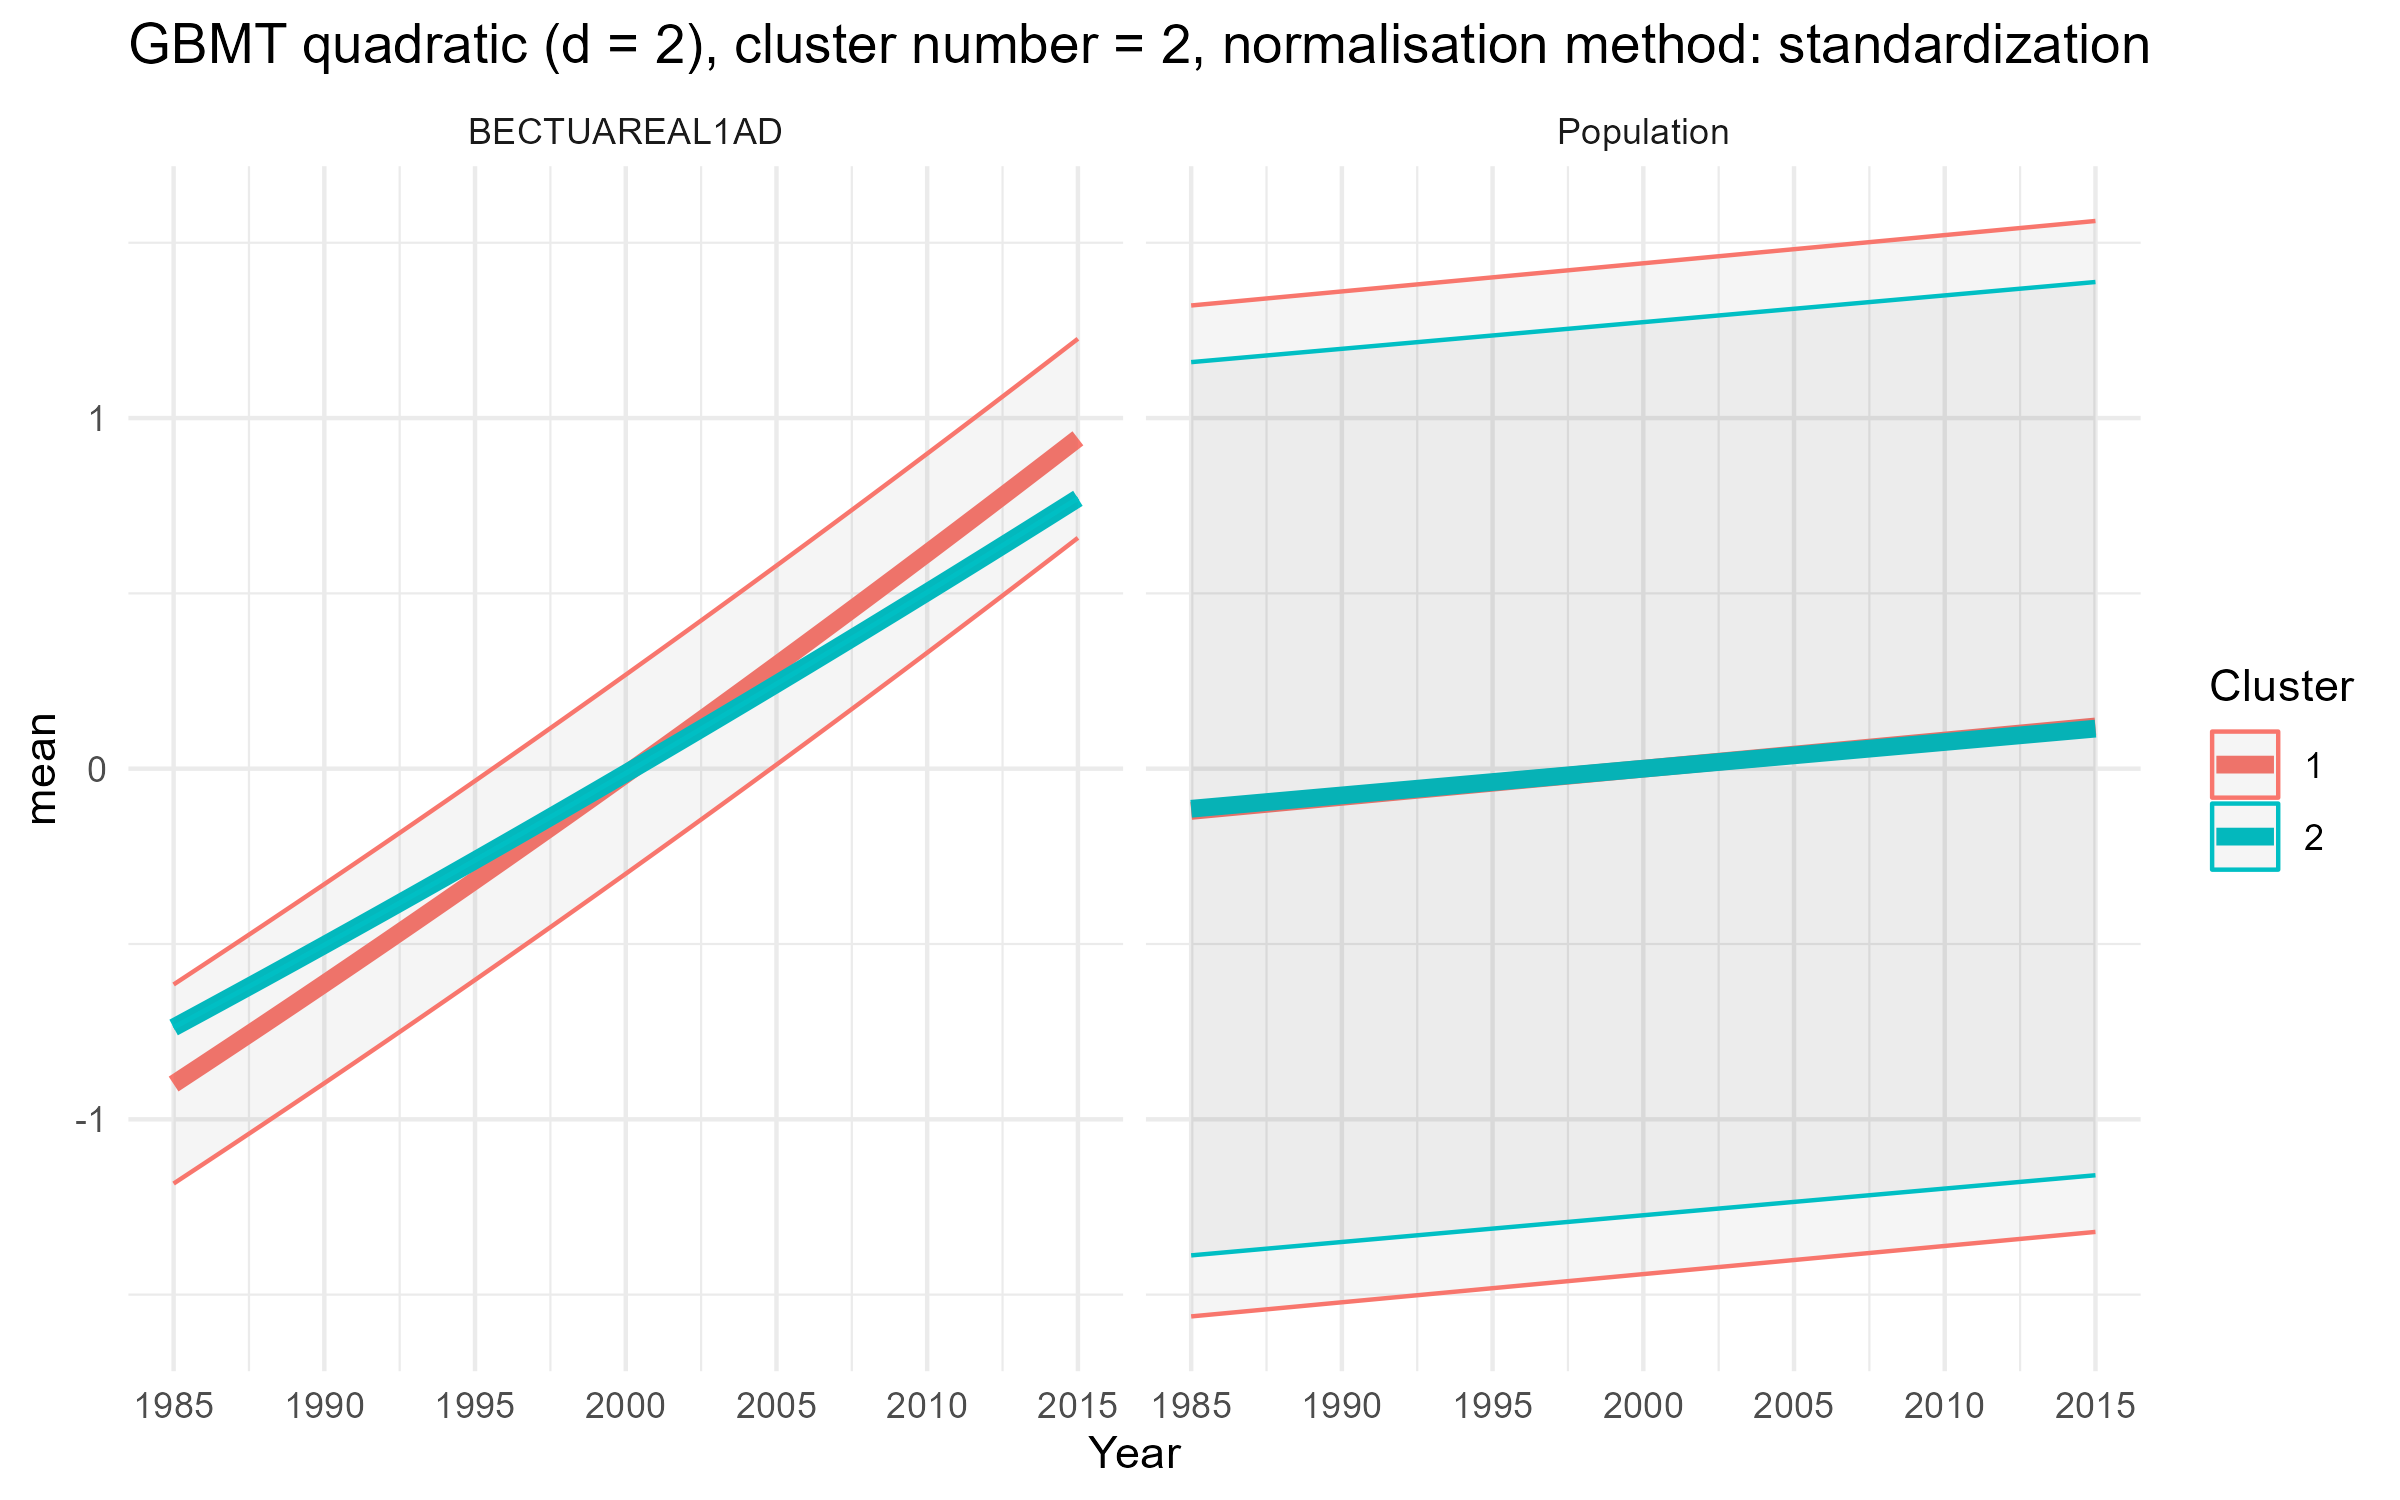 GBMT quadratic (d = 2), cluster number = 2, normalisation method: standardization
BECTUAREAL1AD
Population
mean
1
0
-1
1985 1990 1995 2000 2005 2010 2015
1985 1990 1995 2000 2005 2010 2015
Year
Cluster
1
2